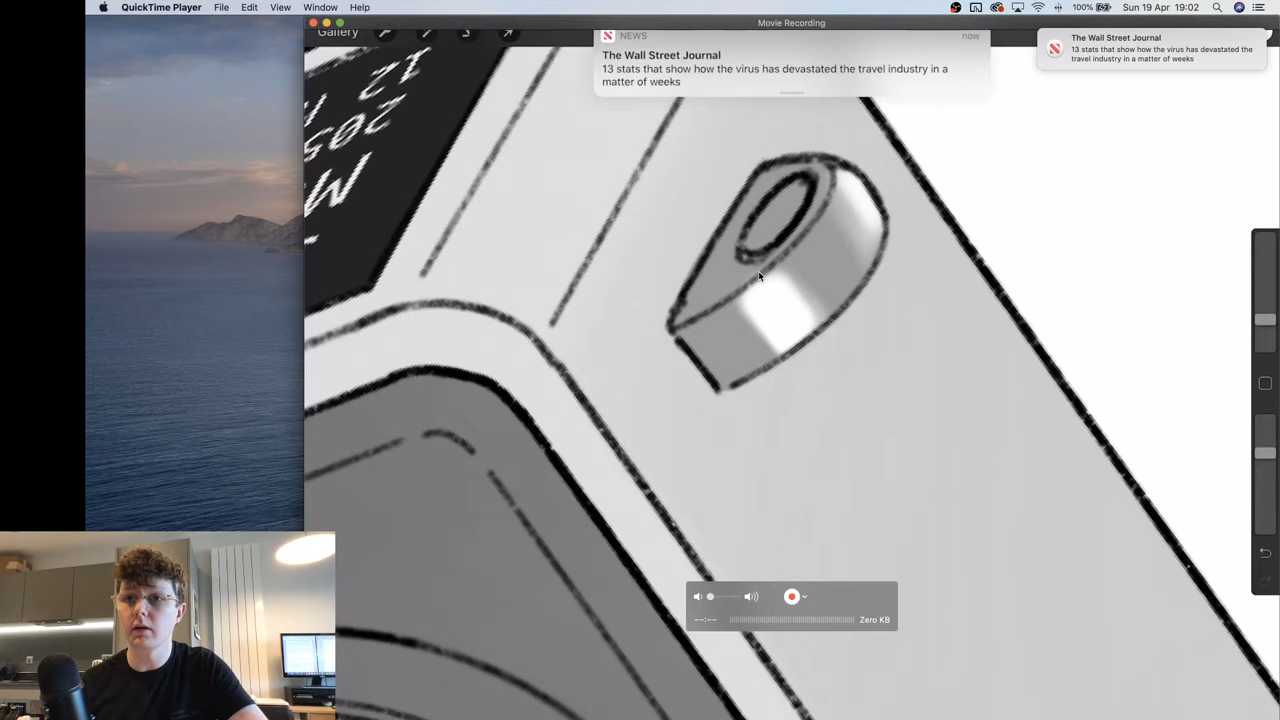 QuickTime Player File Edit View Window Help
100% Sun 19 Apr 19:02
Movie Recording
Gallery
NEWS now
The Wall Street Journal
13 stats that show how the virus has devastated the travel industry in a
matter of weeks
The Wall Street Journal
13 stats that show how the virus has devastated the
travel industry in a matter of weeks
12
203
M
--:-- Zero KB